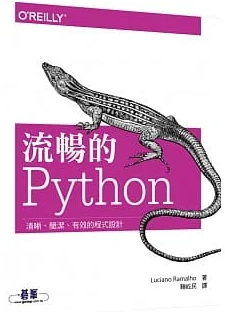 O'REILLY®
流暢的
Python
清晰、簡潔、有效的程式設計
Luciano Ramalho 著
賴屹民 譯
碁峯